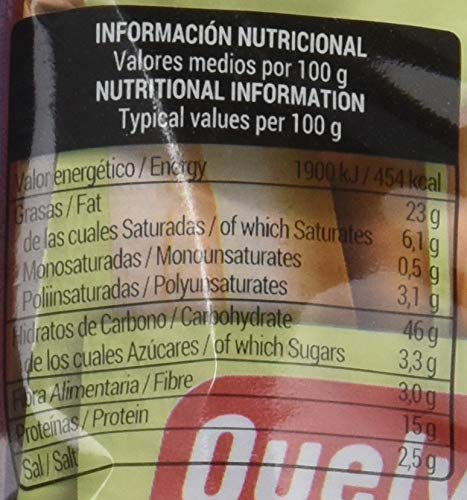 INFORMACIÓN NUTRICIONAL
Valores medios por 100 g
NUTRITIONAL INFORMATION
Typical values per 100 g
Valor energético / Energy 1900 kJ / 454 kcal
Grasas / Fat 23 g
de las cuales Saturadas / of which Saturates 6,1 g
Monosaturadas / Monounsaturates 0,5 g
Poliinsaturadas / Polyunsaturates 3,1 g
Hidratos de Carbono / Carbohydrate 46 g
de los cuales Azúcares / of which Sugars 3,3 g
Fibra Alimentaria / Fibre 3,0 g
Proteínas / Protein 15 g
Sal / Salt 2,5 g